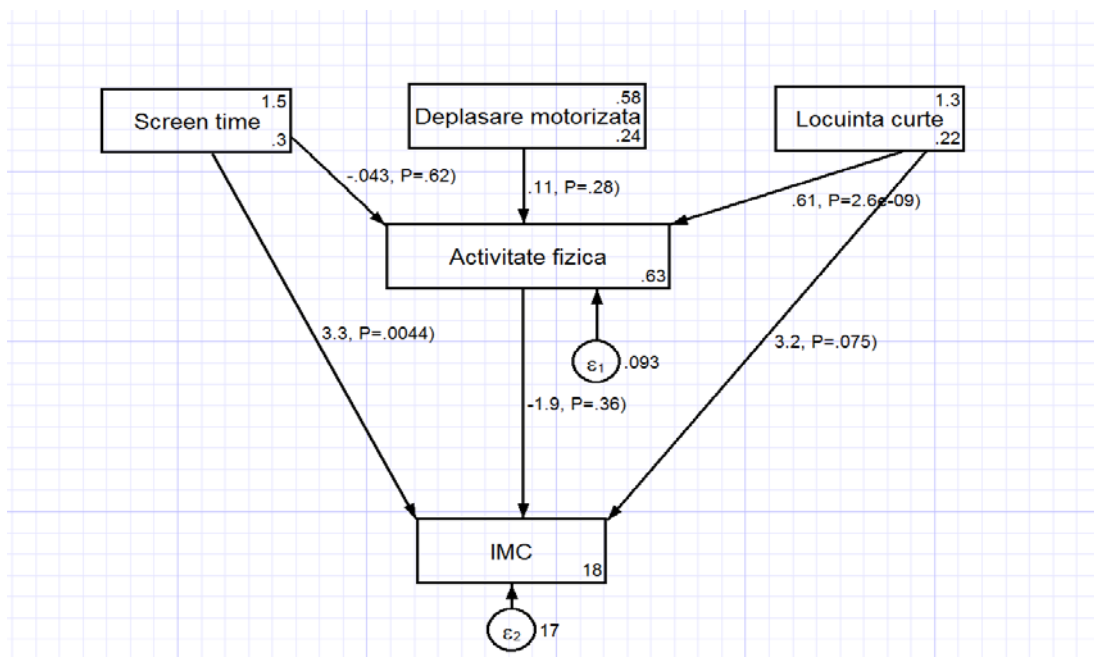 1.5
Screen time
.3
.58
Deplasare motorizata
.24
1.3
Locuinta curte
.22
-.043, P=.62)
.11, P=.28)
.61, P=2.6e-09)
Activitate fizica
.63
3.3, P=.0044)
ε₁
.093
3.2, P=.075)
-1.9, P=.36)
IMC
18
ε₂
17